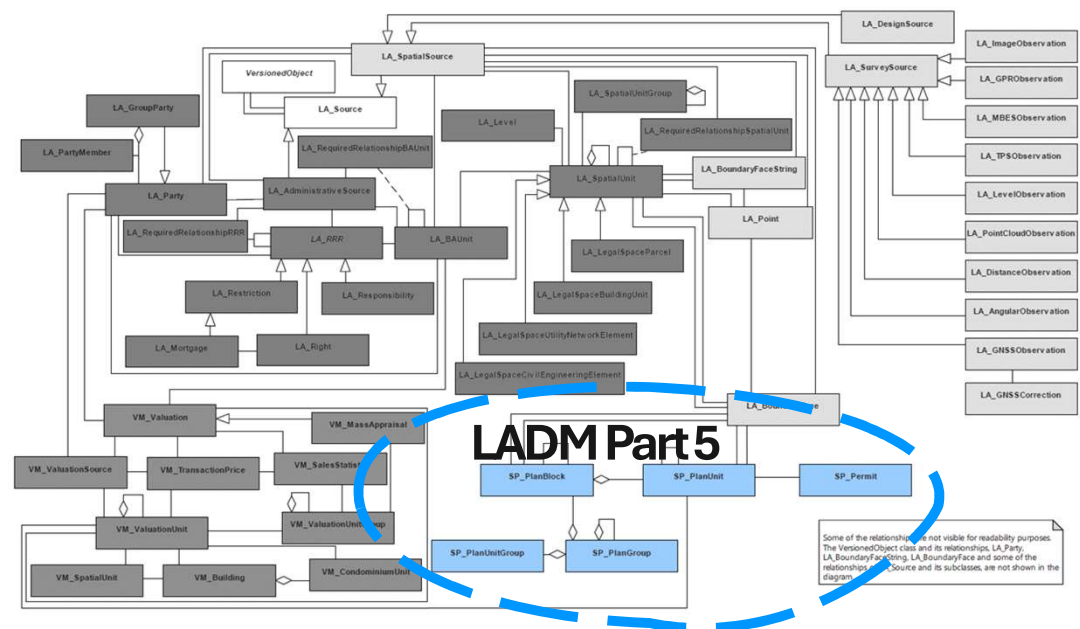 LA_DesignSource
LA_ImageObservation
LA_SpatialSource
LA_SurveySource
VersionedObject
LA_GPRObservation
LA_SpatialUnitGroup
LA_GroupParty
LA_Source
LA_Level
LA_MBESObservation
LA_RequiredRelationshipSpatialUnit
LA_PartyMember
LA_RequiredRelationshipBAUnit
LA_TPSObservation
LA_BoundaryFaceString
LA_SpatialUnit
LA_Party
LA_AdministrativeSource
LA_LevelObservation
LA_Point
LA_RequiredRelationshipRRR
LA_RRR
LA_BAUnit
LA_PointCloudObservation
LA_LegalSpaceParcel
LA_DistanceObservation
LA_Restriction
LA_Responsibility
LA_LegalSpaceBuildingUnit
LA_AngularObservation
LA_LegalSpaceUtilityNetworkElement
LA_Mortgage
LA_Right
LA_GNSSObservation
LA_LegalSpaceCivilEngineeringElement
LA_GNSSCorrection
VM_Valuation
VM_MassAppraisal
LADM Part 5
VM_ValuationSource
VM_TransactionPrice
SP_PlanBlock
SP_PlanUnit
SP_Permit
VM_ValuationUnit
SP_PlanUnitGroup
SP_PlanGroup
VM_SpatialUnit
VM_Building
VM_CondominiumUnit
Some of the relationships are not visible for readability purposes.
The VersionedObject class and its relationships, LA_Party,
LA_BoundaryFaceString, LA_BoundaryFace and some of the
relationships Source and its subclasses, are not shown in the
diagram